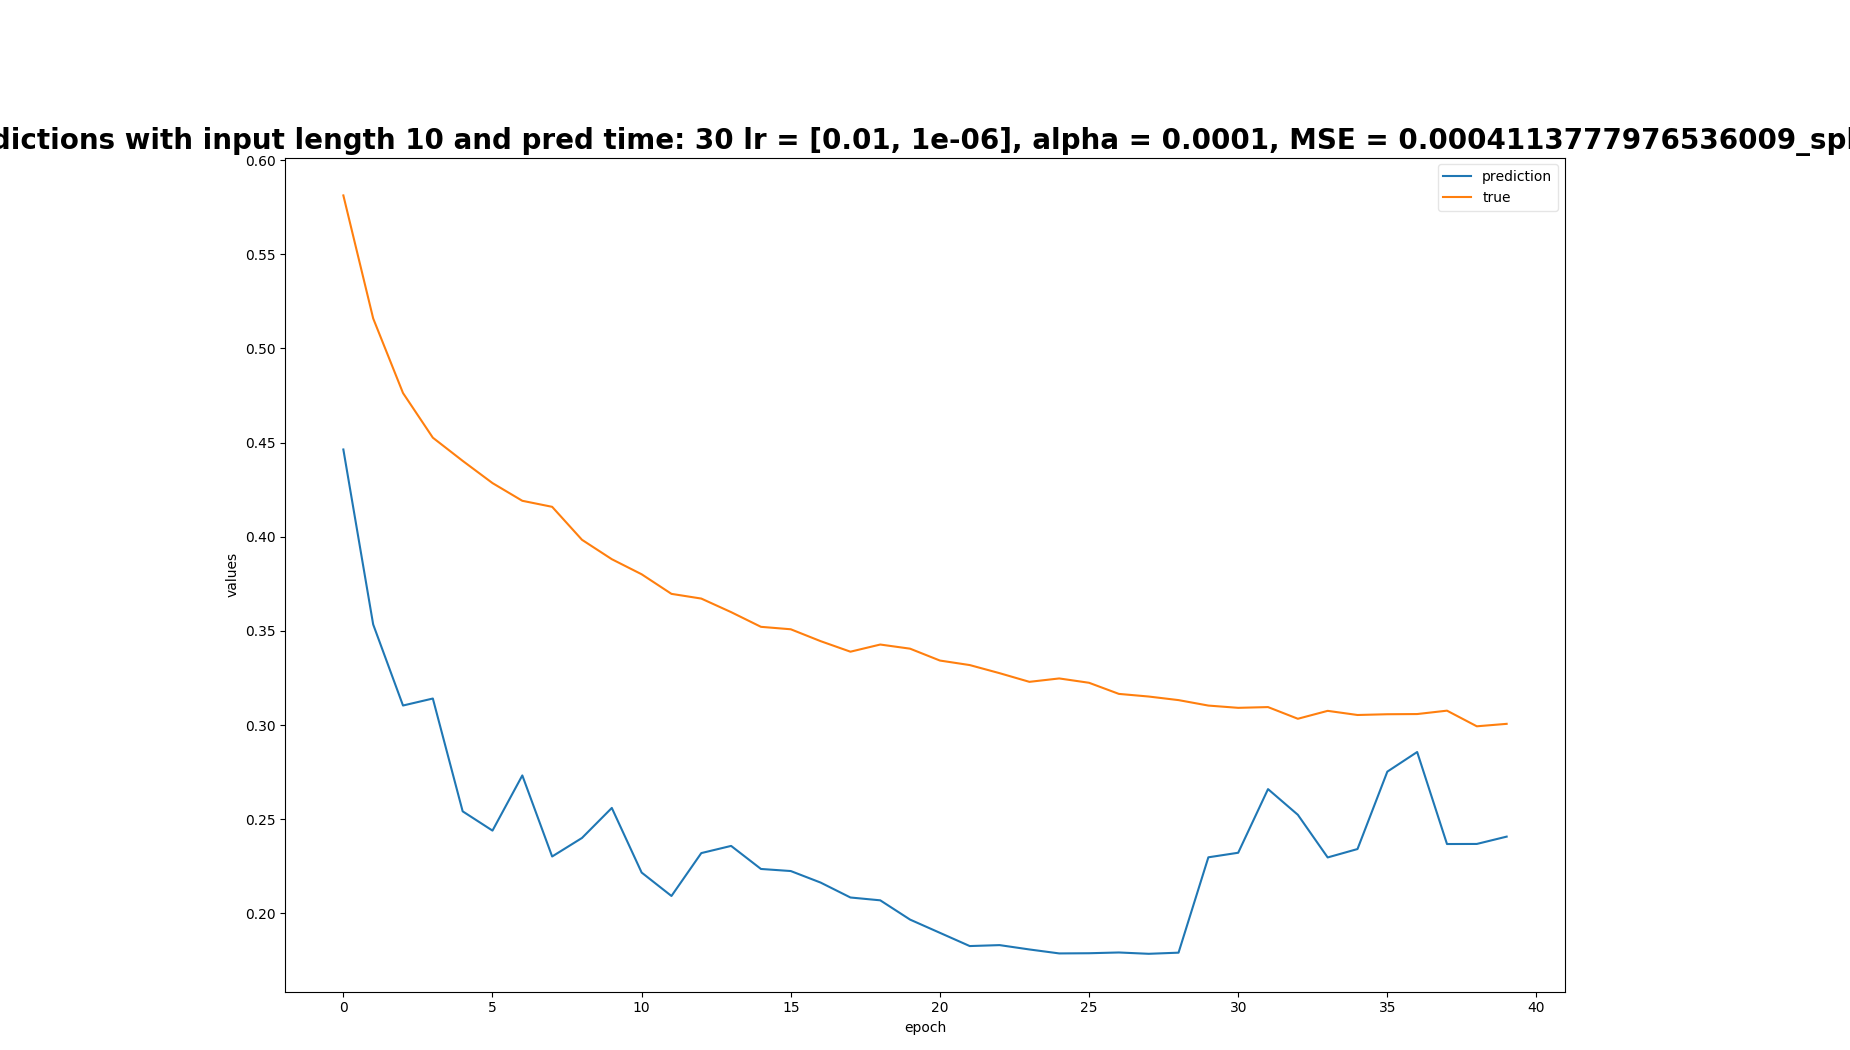 dictions with input length 10 and pred time: 30 lr = [0.01, 1e-06], alpha = 0.0001, MSE = 0.0004113777976536009_spl
prediction
true
0.60
0.55
0.50
0.45
0.40
0.35
0.30
0.25
0.20
values
0 5 10 15 20 25 30 35 40
epoch